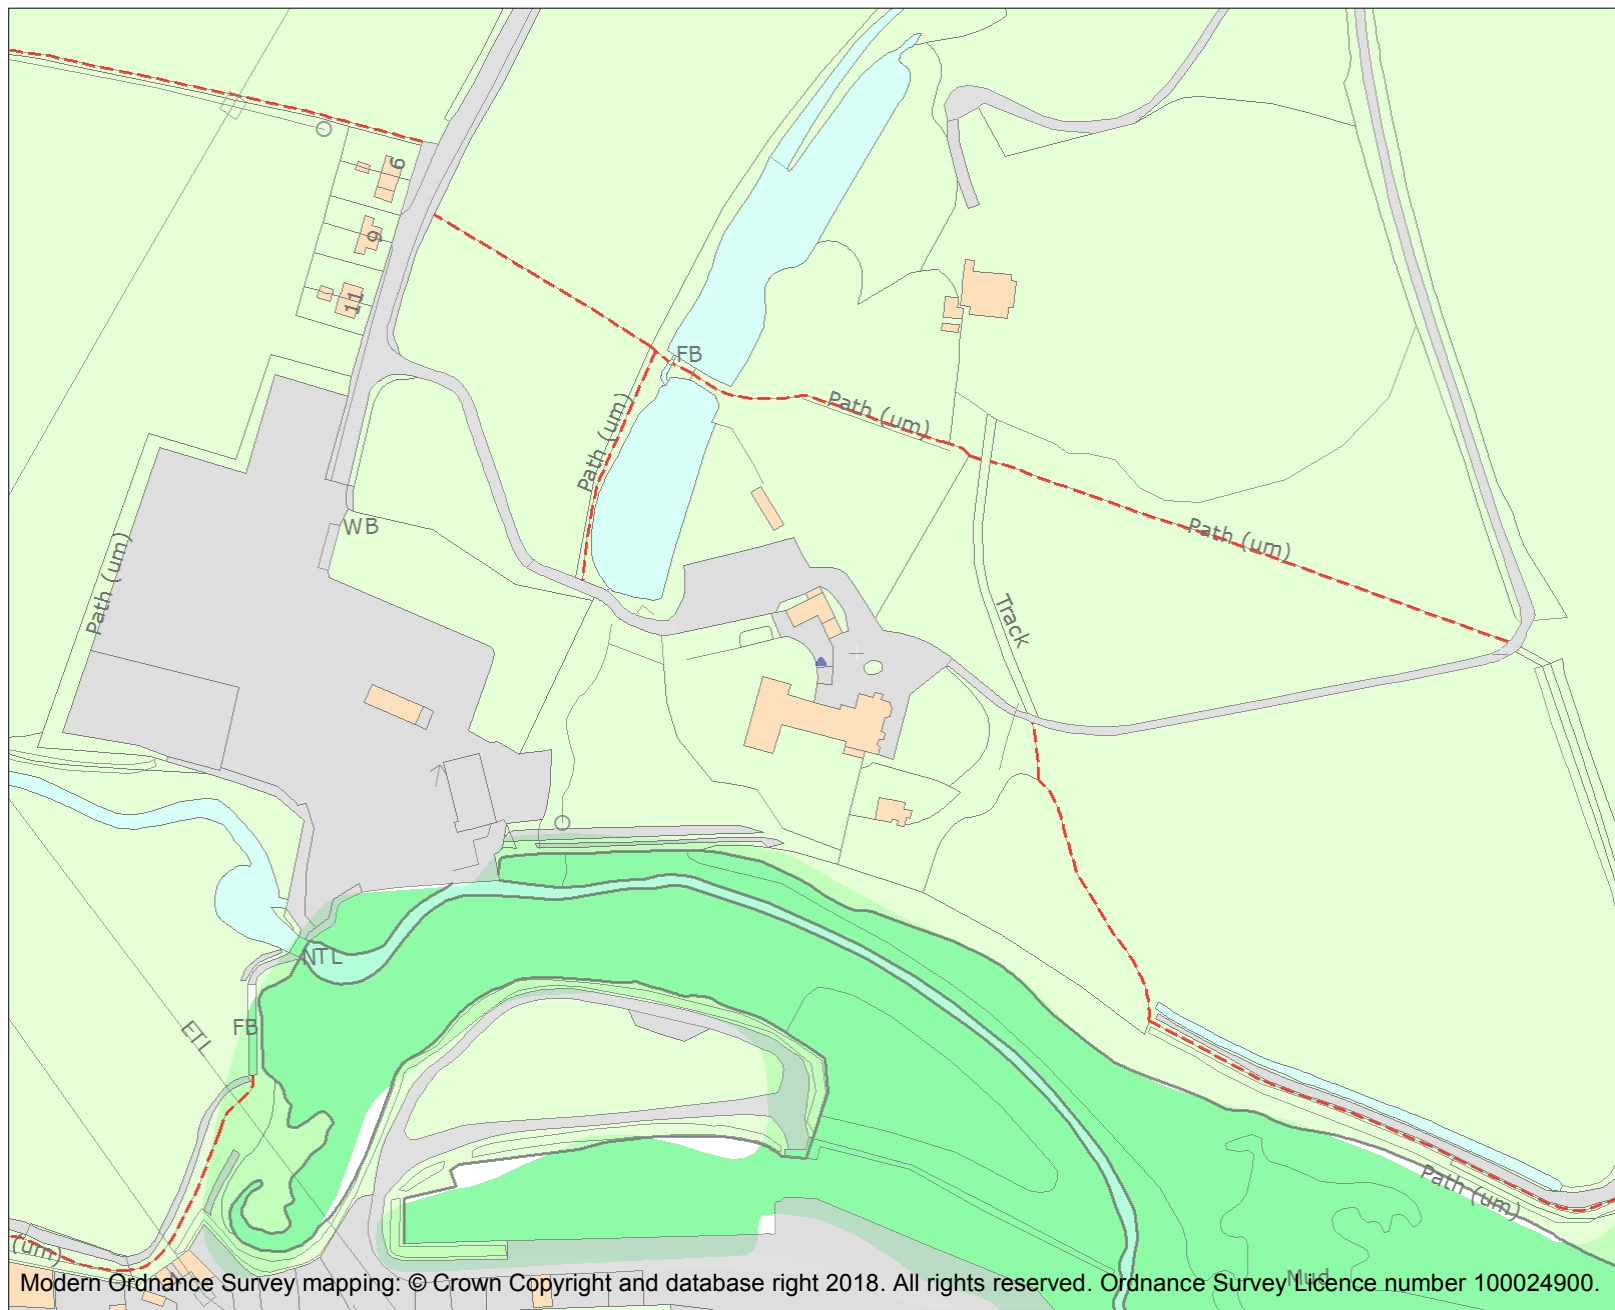 6
9
11
FB
Path (um)
Path (um)
Path (um)
WB
Path (um)
Track
NTL
FB
ETL
Path (um)
(um)
Mud
Modern Ordnance Survey mapping: © Crown Copyright and database right 2018. All rights reserved. Ordnance Survey Licence number 100024900.